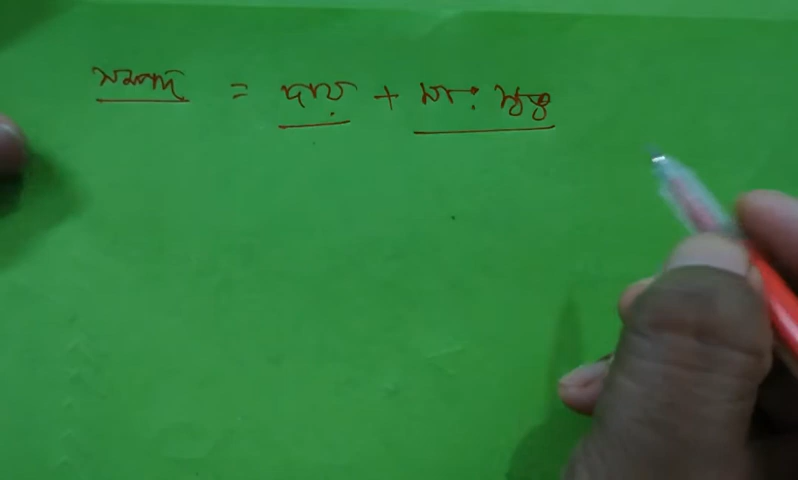 সম্পদ = দায় + মাঃ স্বত্ব